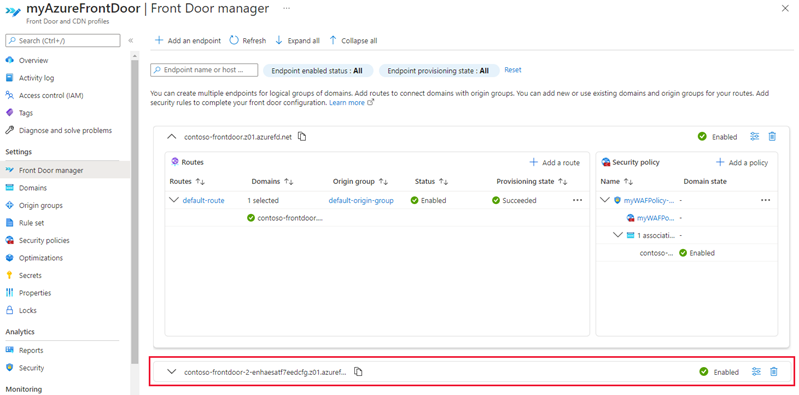 myAzureFrontDoor | Front Door manager ...
Front Door and CDN profiles
Search (Ctrl+/)
Overview
Activity log
Access control (IAM)
Tags
Diagnose and solve problems
Settings
Front Door manager
Domains
Origin groups
Rule set
Security policies
Optimizations
Secrets
Properties
Locks
Analytics
Reports
Security
Monitoring
Add an endpoint
Refresh
Expand all
Collapse all
Endpoint name or host ...
Endpoint enabled status : All
Endpoint provisioning state : All
Reset
You can create multiple endpoints for logical groups of domains. Add routes to connect domains with origin groups. You can add new or use existing domains and origin groups for your routes. Add
security rules to complete your front door configuration. Learn more
contoso-frontdoor.z01.azurefd.net
Enabled
Routes
Add a route
Routes Domains Origin group Status Provisioning state
default-route 1 selected default-origin-group Enabled Succeeded ...
contoso-frontdoor....
Security policy
Add a policy
Name Domain state
myWAFPolicy-... - ...
myWAFPo... -
1 associati... -
contoso-... Enabled
contoso-frontdoor-2-enhaesatf7eedcfg.z01.azuref...
Enabled